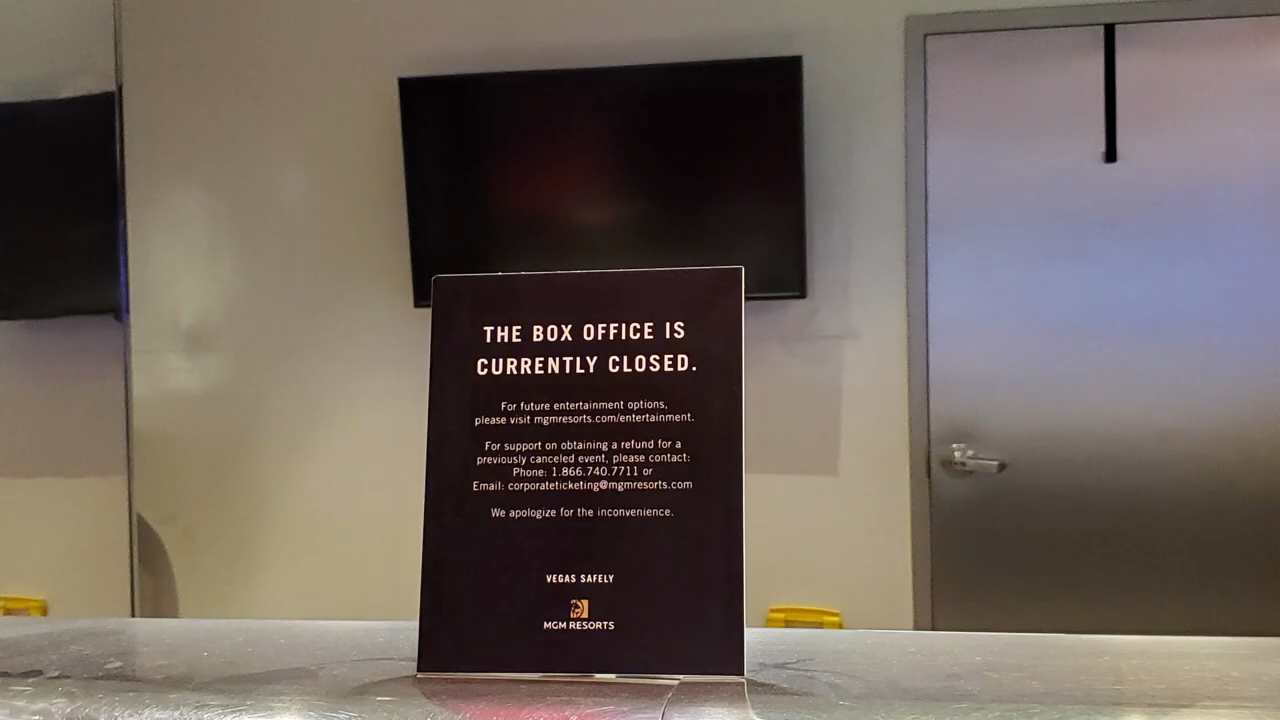 THE BOX OFFICE IS
CURRENTLY CLOSED.
For future entertainment options,
please visit mgmresorts.com/entertainment.
For support on obtaining a refund for a
previously canceled event, please contact:
Phone: 1.866.740.7711 or
Email: corporateticketing@mgmresorts.com
We apologize for the inconvenience.
VEGAS SAFELY
MGM RESORTS